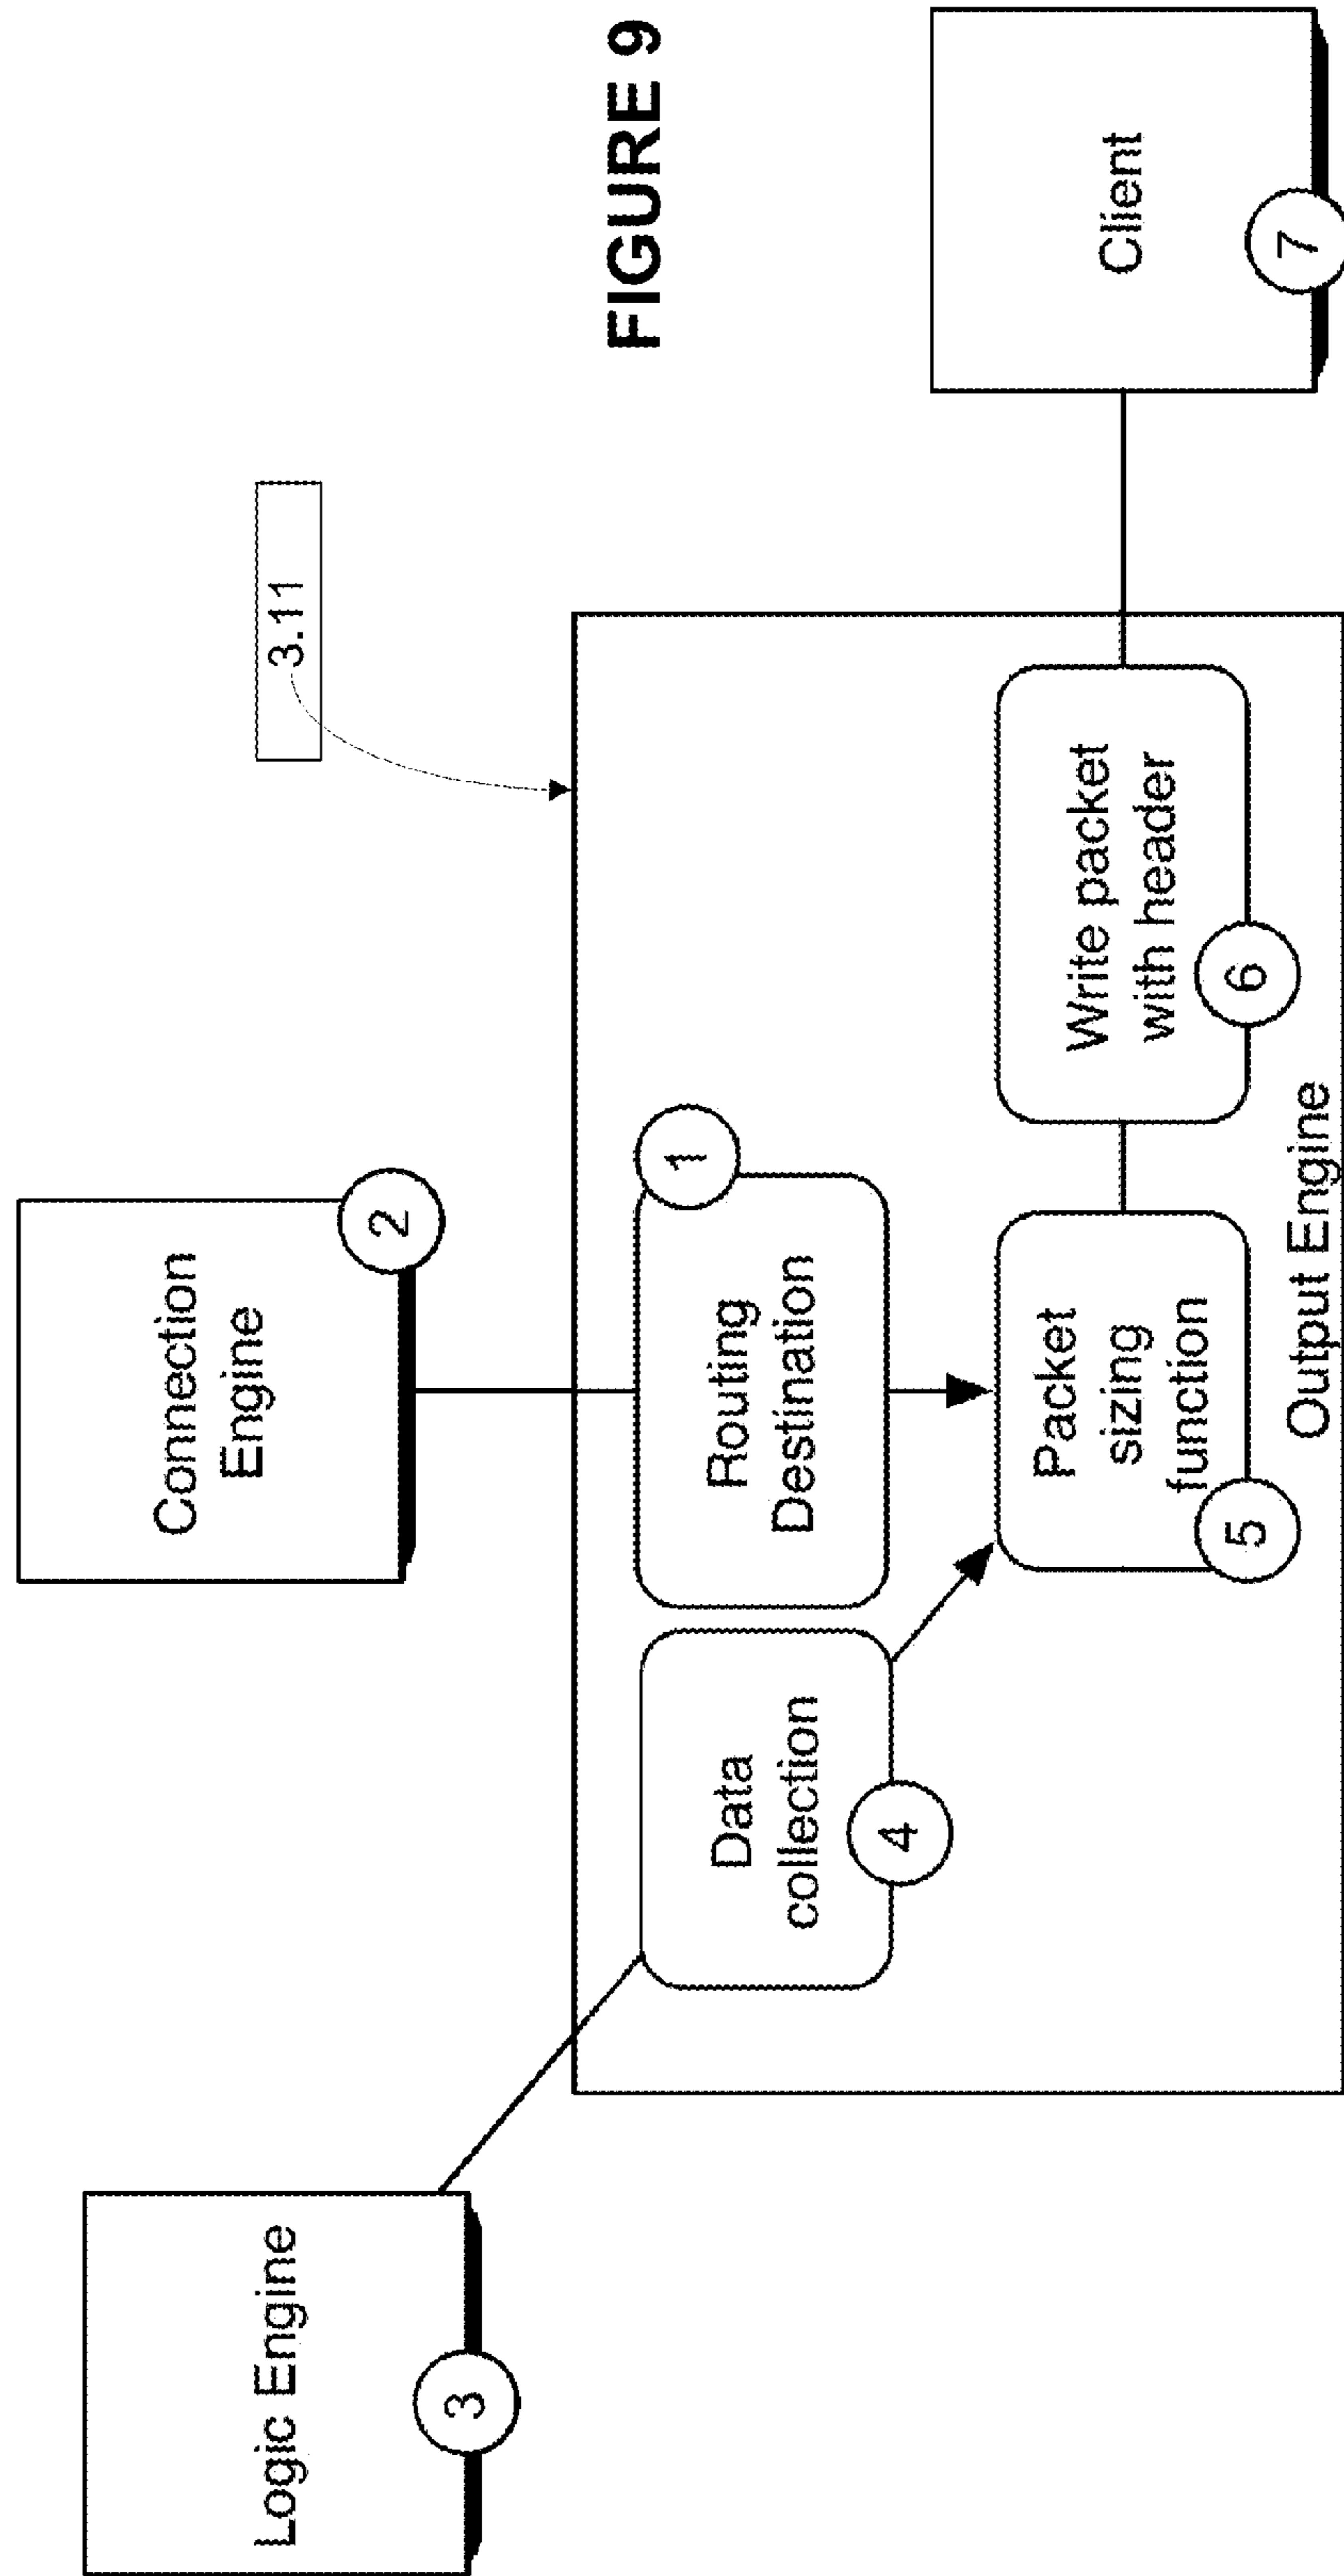 Logic Engine
3
Connection
Engine
2
3.11
FIGURE 9
Data
collection
4
Routing
Destination
1
Packet
sizing
function
5
Write packet
with header
6
Output Engine
Client
7